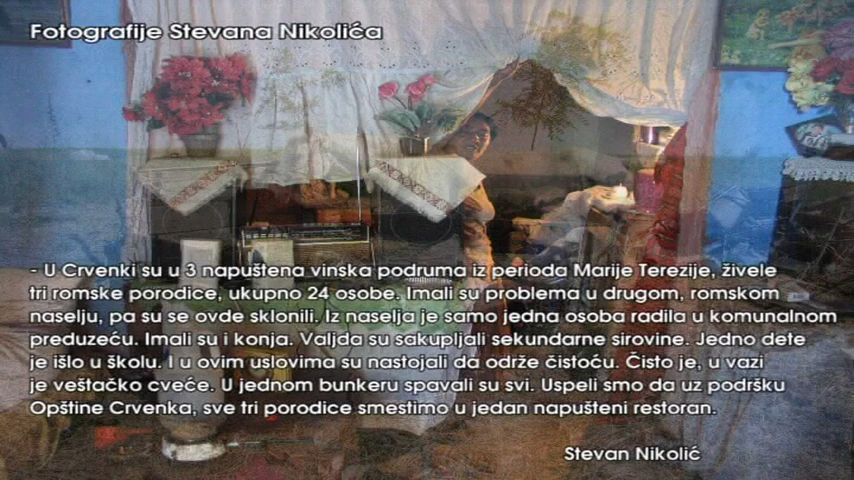 Fotografije Stevana Nikolića
- U Crvenki su u 3 napuštena vinska podruma iz perioda Marije Terezije, živele
tri romske porodice, ukupno 24 osobe. Imali su problema u drugom, romskom
naselju, pa su se ovde sklonili. Iz naselja je samo jedna osoba radila u komunalnom
preduzeću. Imali su i konja. Valjda su sakupljali sekundarne sirovine. Jedno dete
je išlo u školu. I u ovim uslovima su nastojali da održe čistoću. Čisto je, u vazi
je veštačko cveće. U jednom bunkeru spavali su svi. Uspeli smo da uz podršku
Opštine Crvenka, sve tri porodice smestimo u jedan napušteni restoran.
Stevan Nikolić